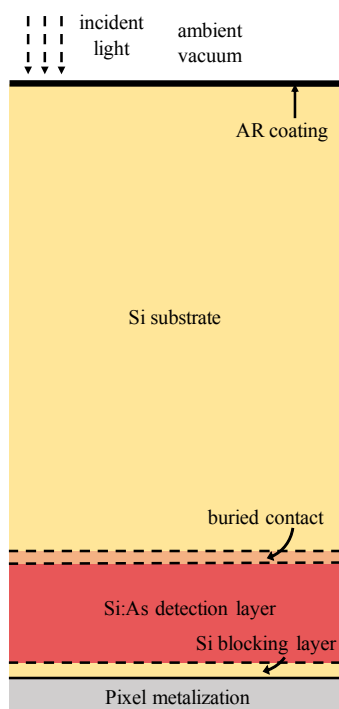 incident
light
ambient
vacuum
AR coating
Si substrate
buried contact
Si:As detection layer
Si blocking layer
Pixel metalization